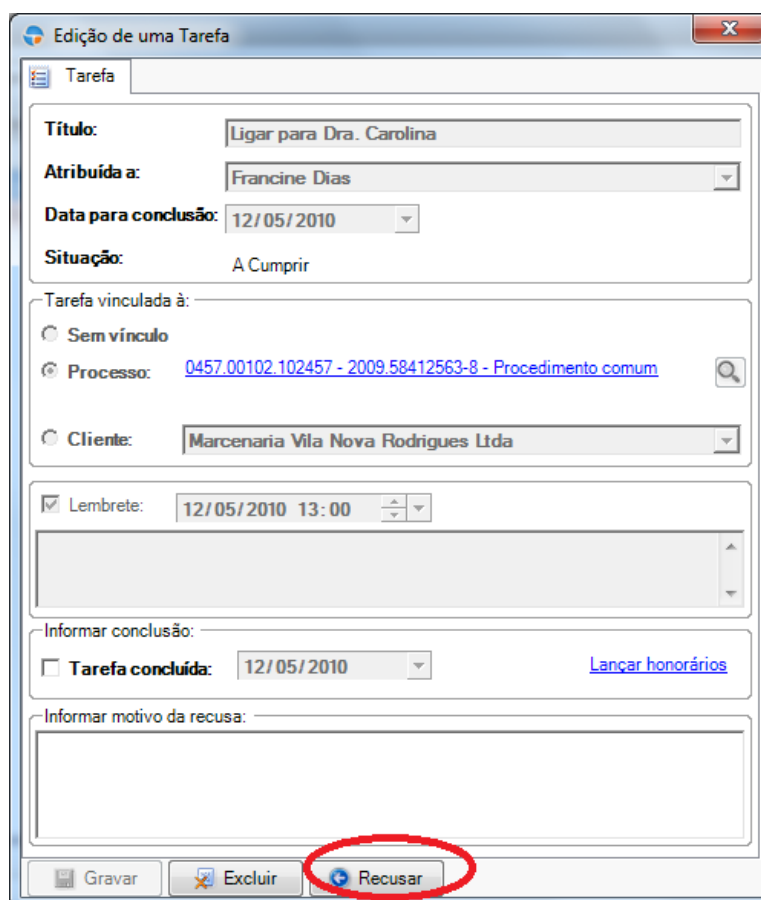 Edição de uma Tarefa
x
Tarefa
Título: Ligar para Dra. Carolina
Atribuída a: Francine Dias
Data para conclusão: 12/05/2010
Situação: A Cumprir
Tarefa vinculada à:
Sem vínculo
Processo: 0457.00102.102457 - 2009.58412563-8 - Procedimento comum
Cliente: Marcenaria Vila Nova Rodrigues Ltda
Lembrete: 12/05/2010 13:00
Informar conclusão:
Tarefa concluída: 12/05/2010 Lançar honorários
Informar motivo da recusa:
Gravar Excluir Recusar